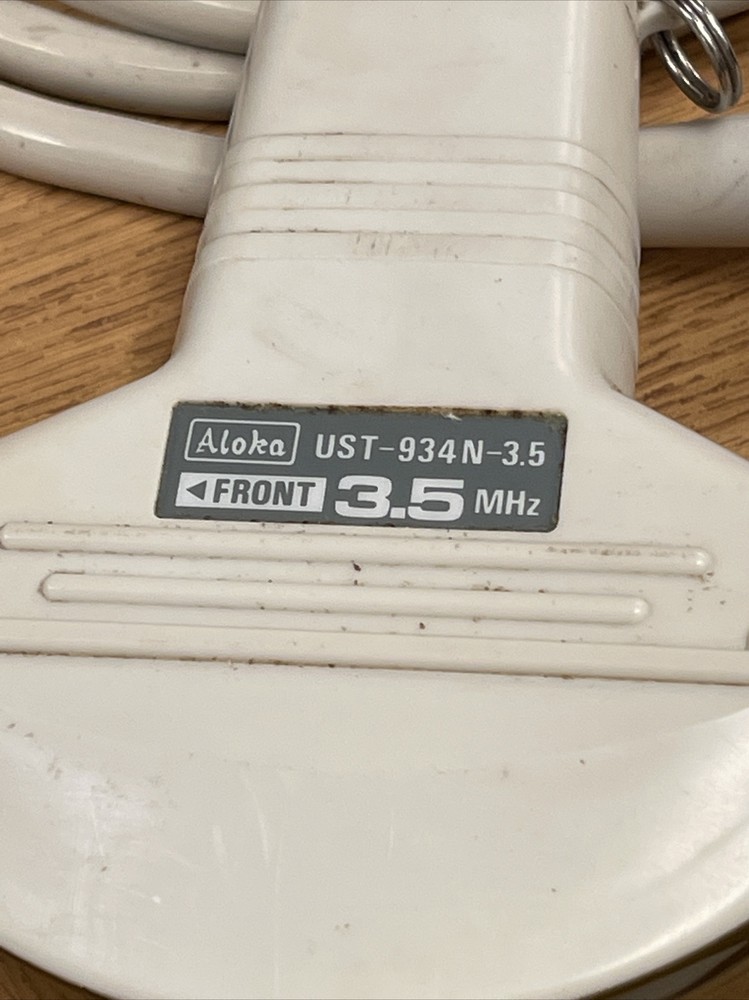 Aloka UST-934N-3.5
◀FRONT 3.5 MHz